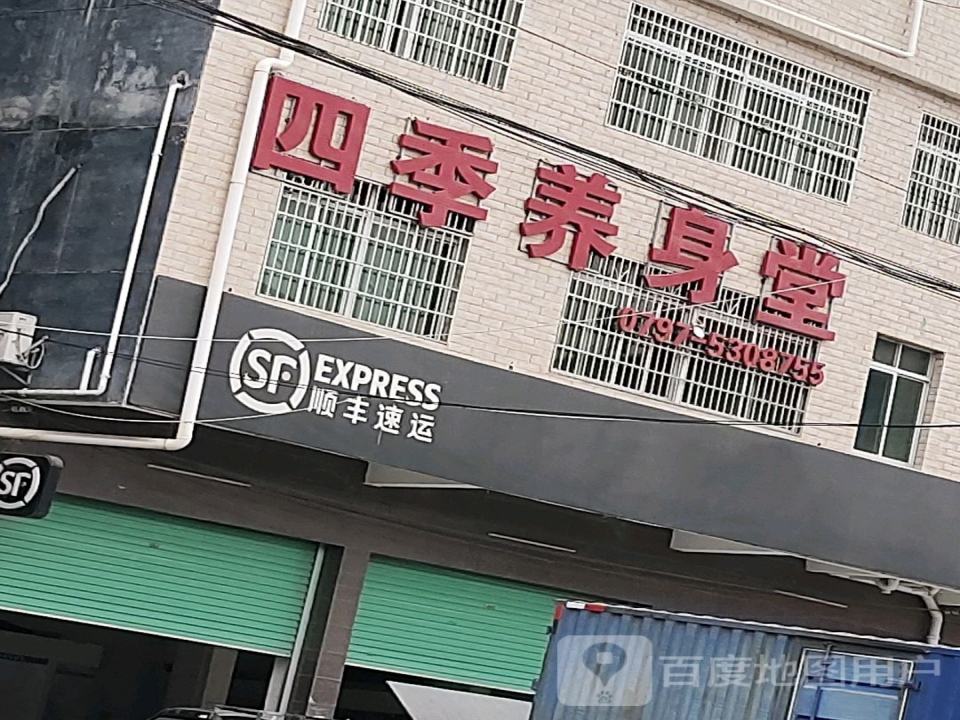 四季养身堂
0797-5308755
SF EXPRESS
顺丰速运
SF
百度地图用户